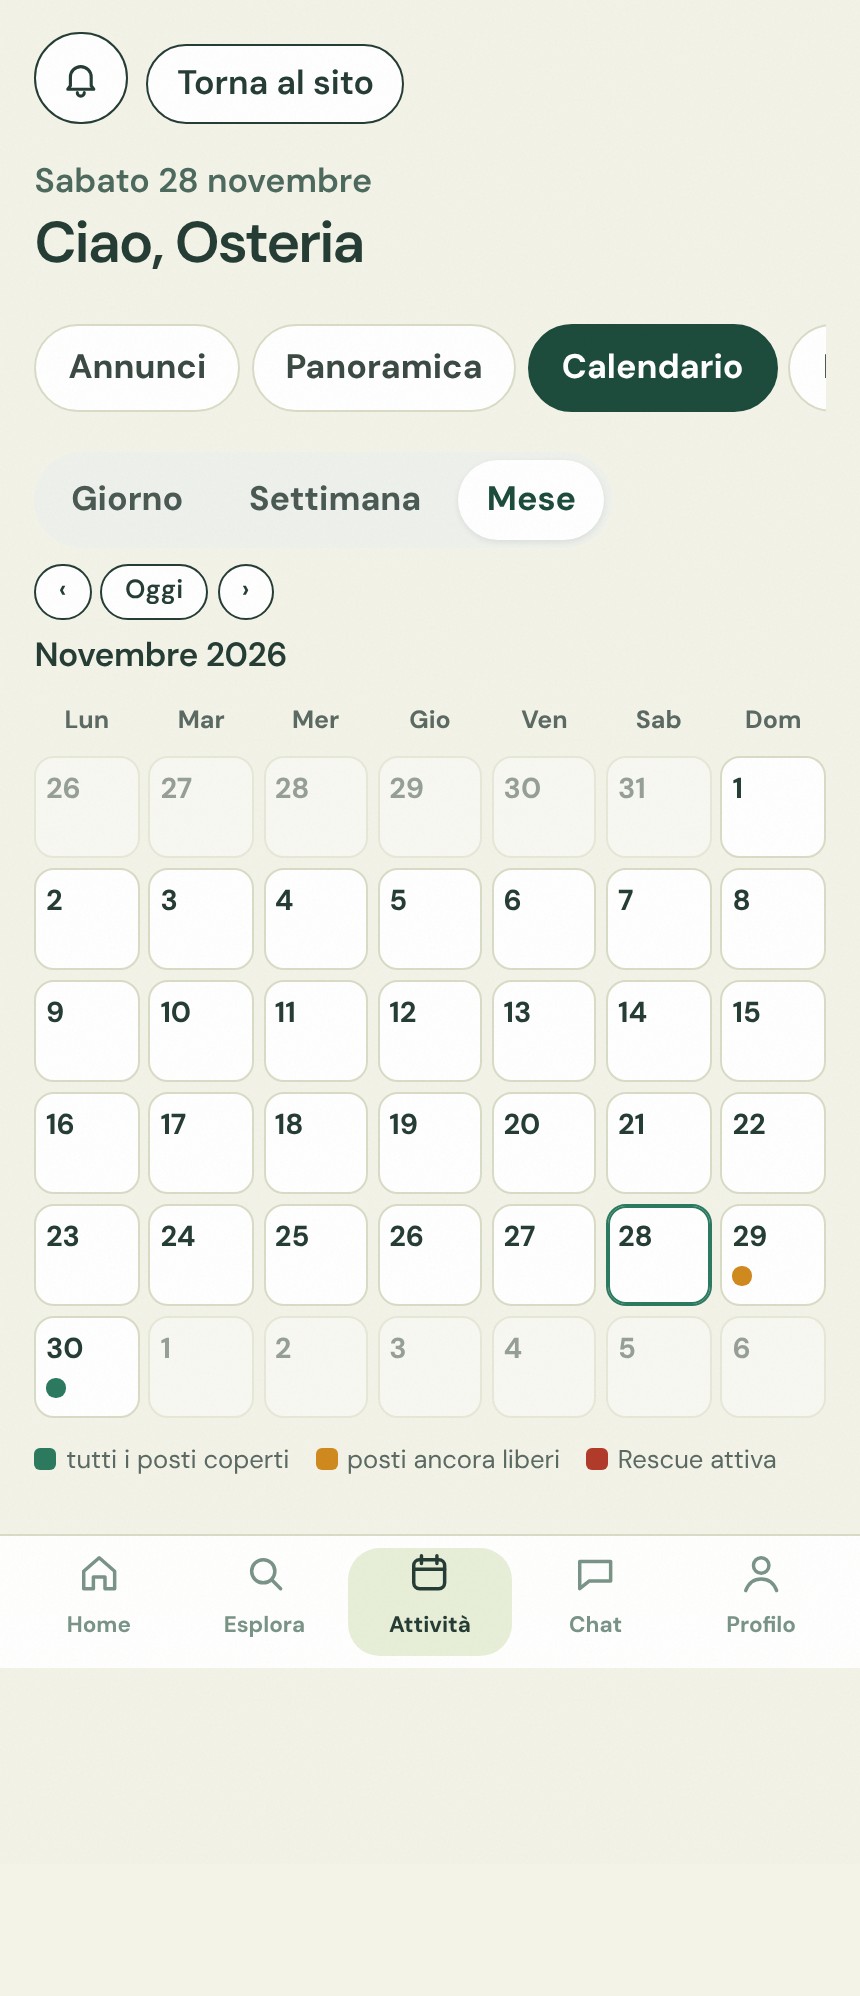 Torna al sito
Sabato 28 novembre
Ciao, Osteria
Annunci Panoramica Calendario
Giorno Settimana Mese
‹ Oggi ›
Novembre 2026
Lun Mar Mer Gio Ven Sab Dom
26 27 28 29 30 31 1
2 3 4 5 6 7 8
9 10 11 12 13 14 15
16 17 18 19 20 21 22
23 24 25 26 27 28 29
30 1 2 3 4 5 6
tutti i posti coperti posti ancora liberi Rescue attiva
Home Esplora Attività Chat Profilo